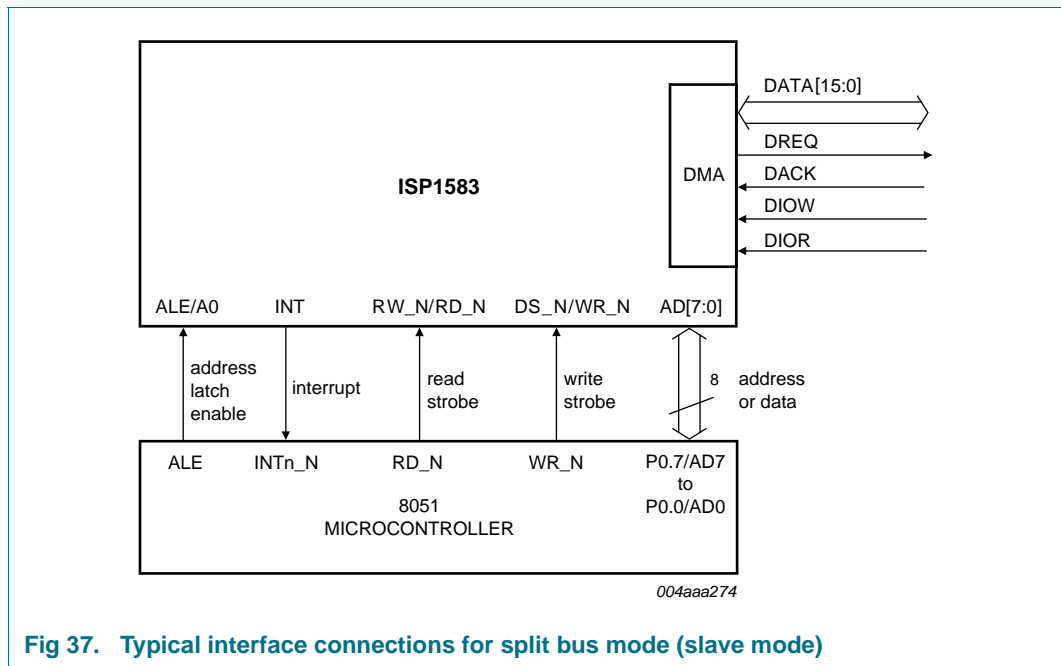 DATA[15:0]
DREQ
DMA
DACK
ISP1583
DIOW
DIOR
ALE/A0 INT RW_N/RD_N DS_N/WR_N AD[7:0]
address
latch
enable
interrupt
read
strobe
write
strobe
8
address
or data
ALE INTn_N RD_N WR_N P0.7/AD7
to
P0.0/AD0
8051
MICROCONTROLLER
004aaa274
Fig 37. Typical interface connections for split bus mode (slave mode)